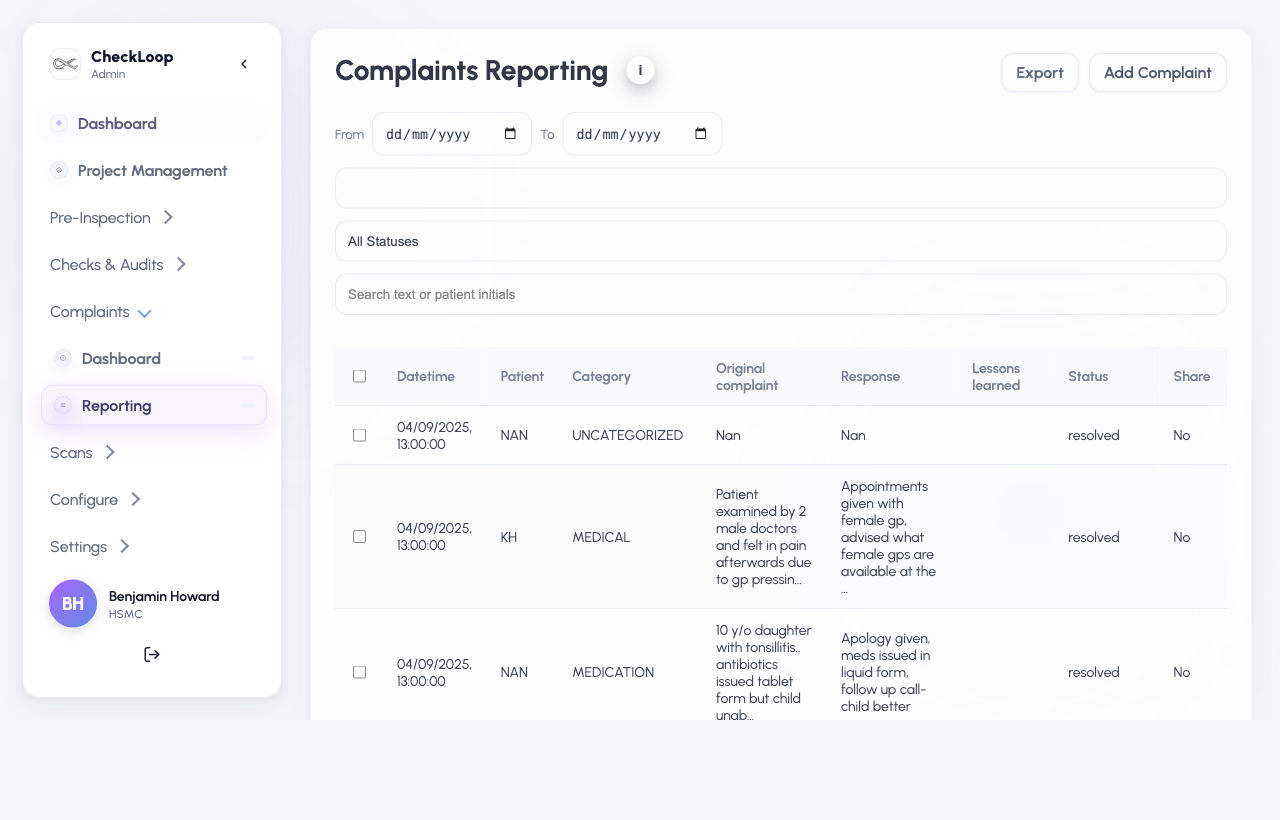 CheckLoop
Admin
Dashboard
Project Management
Pre-Inspection
Checks & Audits
Complaints
Dashboard
Reporting
Scans
Configure
Settings
BH
Benjamin Howard
HSMC
Complaints Reporting
i
Export
Add Complaint
From
dd/mm/yyyy
To
dd/mm/yyyy
All Statuses
Search text or patient initials
Datetime
Patient
Category
Original
complaint
Response
Lessons
learned
Status
Share
04/09/2025,
13:00:00
NAN
UNCATEGORIZED
Nan
Nan
resolved
No
04/09/2025,
13:00:00
KH
MEDICAL
Patient
examined by 2
male doctors
and felt in pain
afterwards due
to gp pressin...
Appointments
given with
female gp,
advised what
female gps are
available at the
...
resolved
No
04/09/2025,
13:00:00
NAN
MEDICATION
10 y/o daughter
with tonsillitis..
antibiotics
issued tablet
form but child
unab...
Apology given,
meds issued in
liquid form,
follow up call-
child better
resolved
No